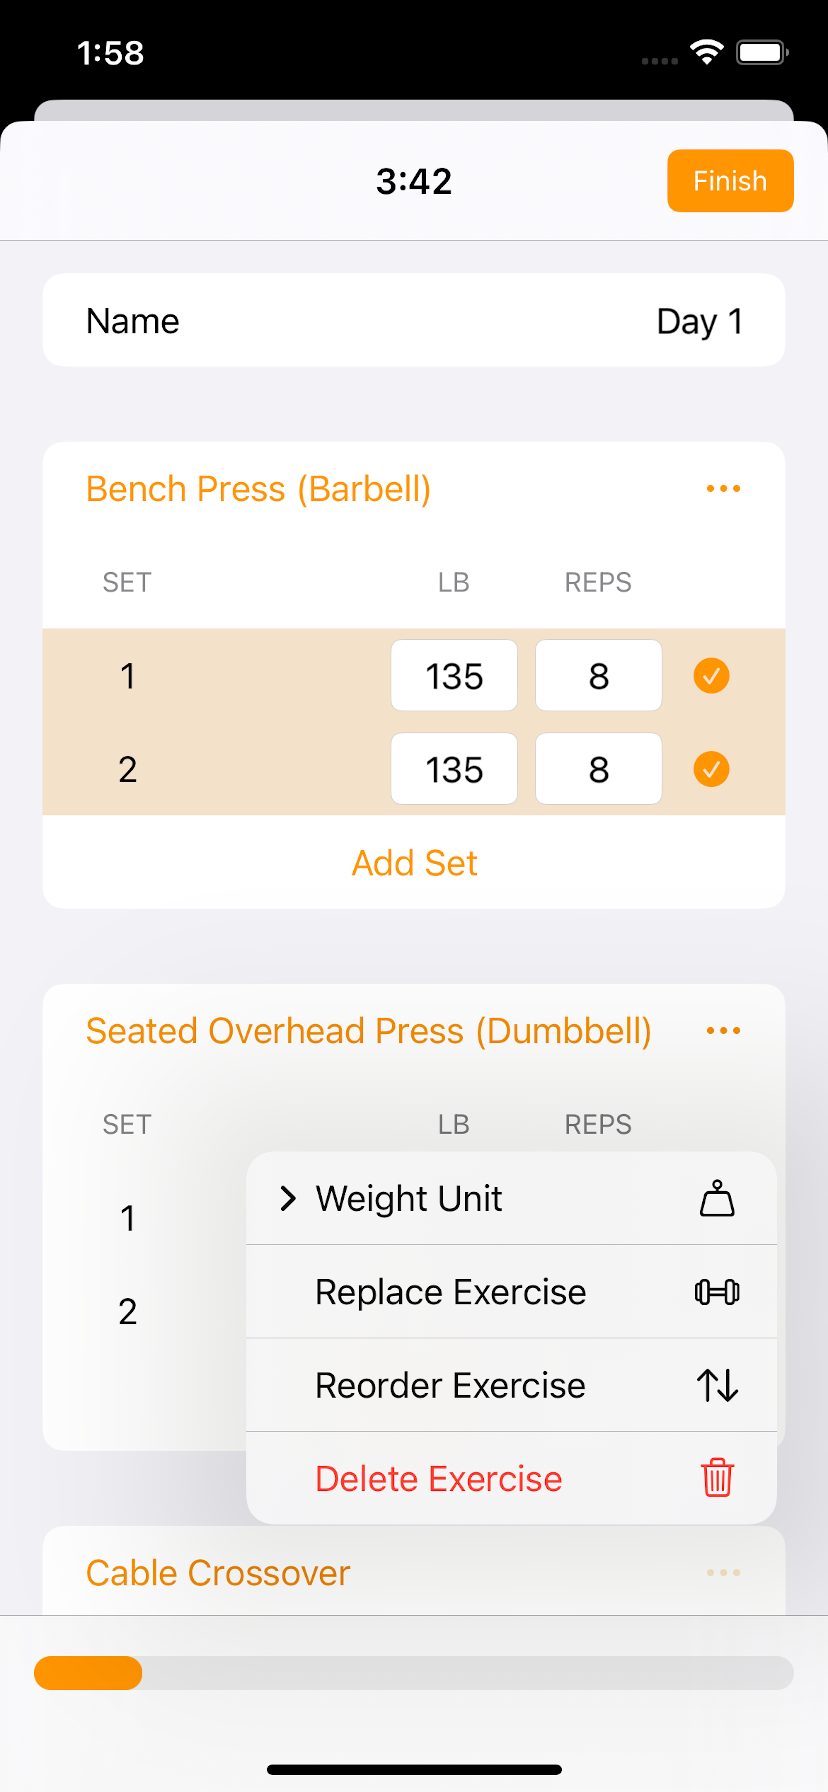 1:58
3:42
Finish
Name Day 1
Bench Press (Barbell)
SET LB REPS
1 135 8
2 135 8
Add Set
Seated Overhead Press (Dumbbell)
SET LB REPS
1
2
Weight Unit
Replace Exercise
Reorder Exercise
Delete Exercise
Cable Crossover